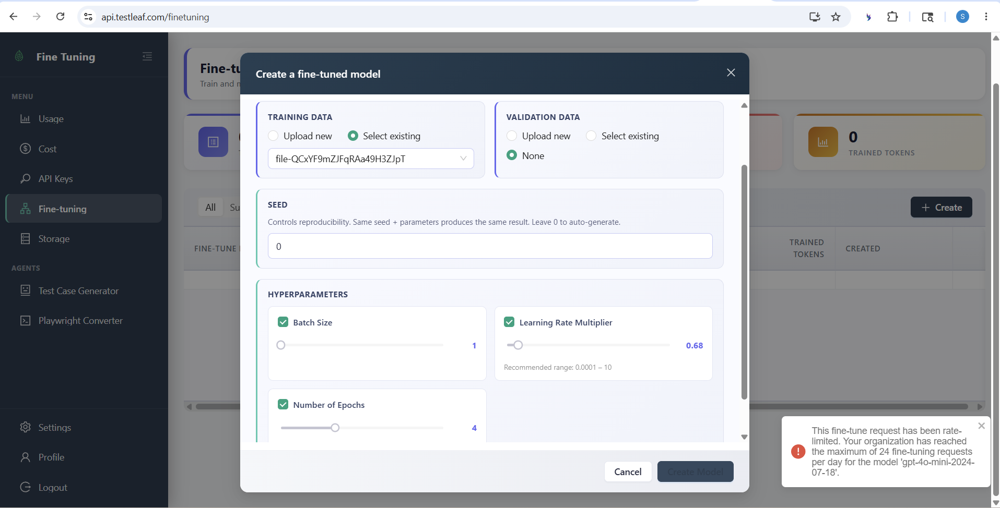 api.testleaf.com/finetuning
S
Fine Tuning
MENU
Usage
Cost
API Keys
Fine-tuning
Storage
AGENTS
Test Case Generator
Playwright Converter
Settings
Profile
Logout
Fine-tu
Train and m
0
TRAINED TOKENS
All
Su
Create
FINE-TUNE
TRAINED
TOKENS
CREATED
Create a fine-tuned model
TRAINING DATA
Upload new
Select existing
file-QCxYF9mZJFqRAa49H3ZJpT
VALIDATION DATA
Upload new
Select existing
None
SEED
Controls reproducibility. Same seed + parameters produces the same result. Leave 0 to auto-generate.
0
HYPERPARAMETERS
Batch Size
1
Learning Rate Multiplier
0.68
Recommended range: 0.0001 – 10
Number of Epochs
4
Cancel
Create Model
This fine-tune request has been rate-
limited. Your organization has reached
the maximum of 24 fine-tuning requests
per day for the model 'gpt-4o-mini-2024-
07-18'.